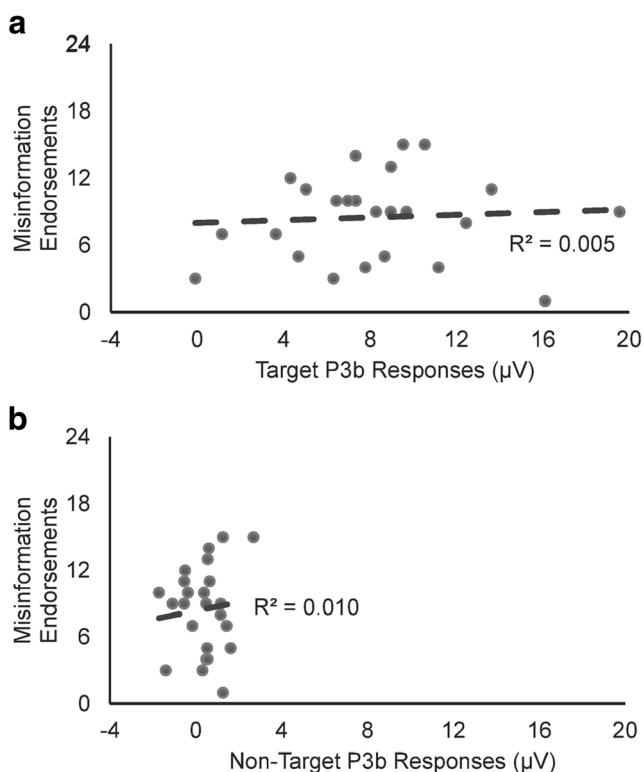 a
24
18
12
6
0
Misinformation
Endorsements
R² = 0.005
-4 0 4 8 12 16 20
Target P3b Responses (µV)
b
24
18
12
6
0
Misinformation
Endorsements
R² = 0.010
-4 0 4 8 12 16 20
Non-Target P3b Responses (µV)